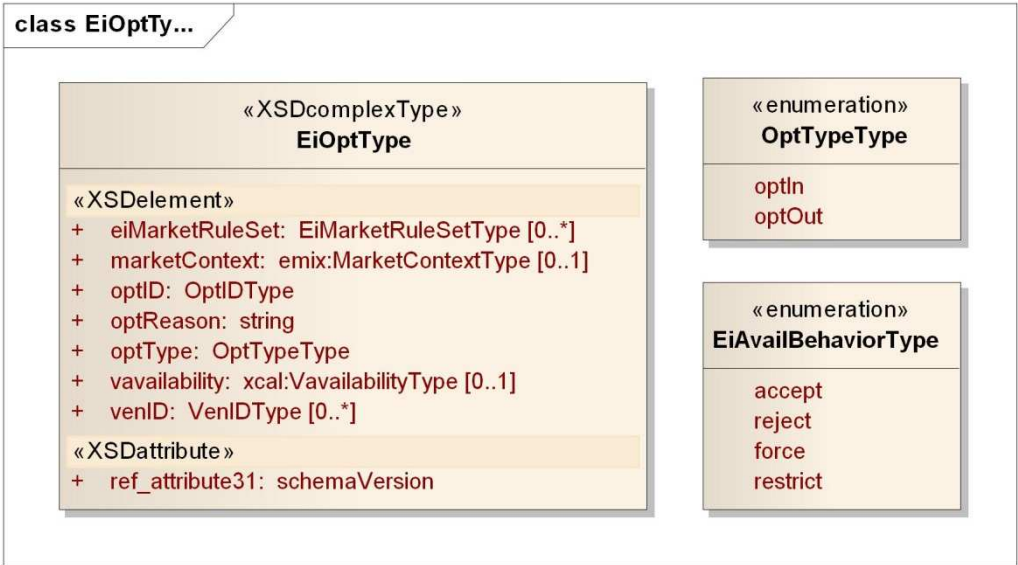 class EiOptTy...
«XSDcomplexType»
EiOptType
«XSDelement»
+ eiMarketRuleSet: EiMarketRuleSetType [0..*]
+ marketContext: emix:MarketContextType [0..1]
+ optID: OptIDType
+ optReason: string
+ optType: OptTypeType
+ vavailability: xcal:VavailabilityType [0..1]
+ venID: VenIDType [0..*]
«XSDattribute»
+ ref_attribute31: schemaVersion
«enumeration»
OptTypeType
optIn
optOut
«enumeration»
EiAvailBehaviorType
accept
reject
force
restrict